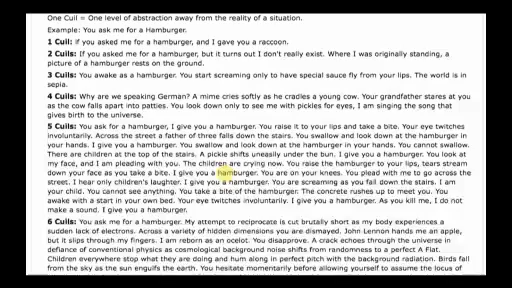 One Cuil = One level of abstraction away from the reality of a situation.
Example: You ask me for a Hamburger.
1 Cuil: if you asked me for a hamburger, and I gave you a raccoon.
2 Cuils: If you asked me for a hamburger, but it turns out I don't really exist. Where I was originally standing, a
picture of a hamburger rests on the ground.
3 Cuils: You awake as a hamburger. You start screaming only to have special sauce fly from your lips. The world is in
sepia.
4 Cuils: Why are we speaking German? A mime cries softly as he cradles a young cow. Your grandfather stares at you
as the cow falls apart into patties. You look down only to see me with pickles for eyes, I am singing the song that
gives birth to the universe.
5 Cuils: You ask for a hamburger, I give you a hamburger. You raise it to your lips and take a bite. Your eye twitches
involuntarily. Across the street a father of three falls down the stairs. You swallow and look down at the hamburger in
your hands. I give you a hamburger. You swallow and look down at the hamburger in your hands. You cannot swallow.
There are children at the top of the stairs. A pickle shifts uneasily under the bun. I give you a hamburger. You look at
my face, and I am pleading with you. The children are crying now. You raise the hamburger to your lips, tears stream
down your face as you take a bite. I give you a hamburger. You are on your knees. You plead with me to go across the
street. I hear only children's laughter. I give you a hamburger. You are screaming as you fall down the stairs. I am
your child. You cannot see anything. You take a bite of the hamburger. The concrete rushes up to meet you. You
awake with a start in your own bed. Your eye twitches involuntarily. I give you a hamburger. As you kill me, I do not
make a sound. I give you a hamburger.
6 Cuils: You ask me for a hamburger. My attempt to reciprocate is cut brutally short as my body experiences a
sudden lack of electrons. Across a variety of hidden dimensions you are dismayed. John Lennon hands me an apple,
but it slips through my fingers. I am reborn as an ocelot. You disapprove. A crack echoes through the universe in
defiance of conventional physics as cosmological background noise shifts from randomness to a perfect A Flat.
Children everywhere stop what they are doing and hum along in perfect pitch with the background radiation. Birds fall
from the sky as the sun engulfs the earth. You hesitate momentarily before allowing yourself to assume the locus of